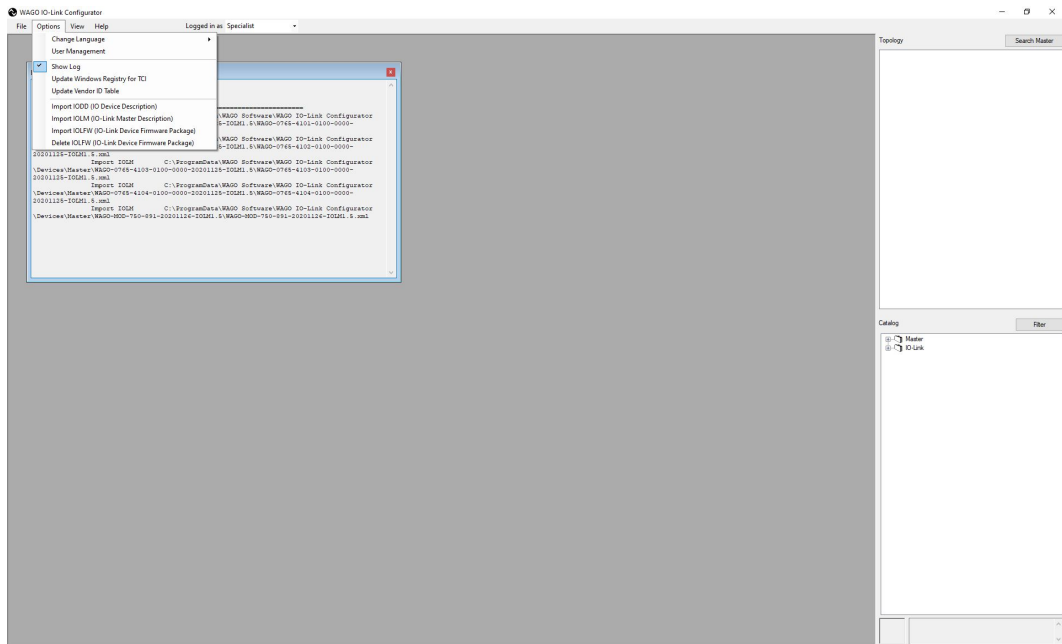 WAGO IO-Link Configurator
File Options View Help Logged in as Specialist
Change Language
User Management
Show Log
Update Windows Registry for TCI
Update Vendor ID Table
Import IODD (IO Device Description)
Import IOLM (IO-Link Master Description)
Import IOLFW (IO-Link Device Firmware Package)
Delete IOLFW (IO-Link Device Firmware Package)
==================
\WAGO Software\WAGO IO-Link Configurator
5-IOLM1.5\WAGO-0765-4101-0100-0000-
\WAGO Software\WAGO IO-Link Configurator
5-IOLM1.5\WAGO-0765-4102-0100-0000-
20201125-IOLM1.5.xml
Import IOLM C:\ProgramData\WAGO Software\WAGO IO-Link Configurator
\Devices\Master\WAGO-0765-4103-0100-0000-20201125-IOLM1.5\WAGO-0765-4103-0100-0000-
20201125-IOLM1.5.xml
Import IOLM C:\ProgramData\WAGO Software\WAGO IO-Link Configurator
\Devices\Master\WAGO-0765-4104-0100-0000-20201125-IOLM1.5\WAGO-0765-4104-0100-0000-
20201125-IOLM1.5.xml
Import IOLM C:\ProgramData\WAGO Software\WAGO IO-Link Configurator
\Devices\Master\WAGO-MOD-750-891-20201126-IOLM1.5\WAGO-MOD-750-891-20201126-IOLM1.5.xml
Topology
Search Master
Catalog
Filter
Master
IO-Link